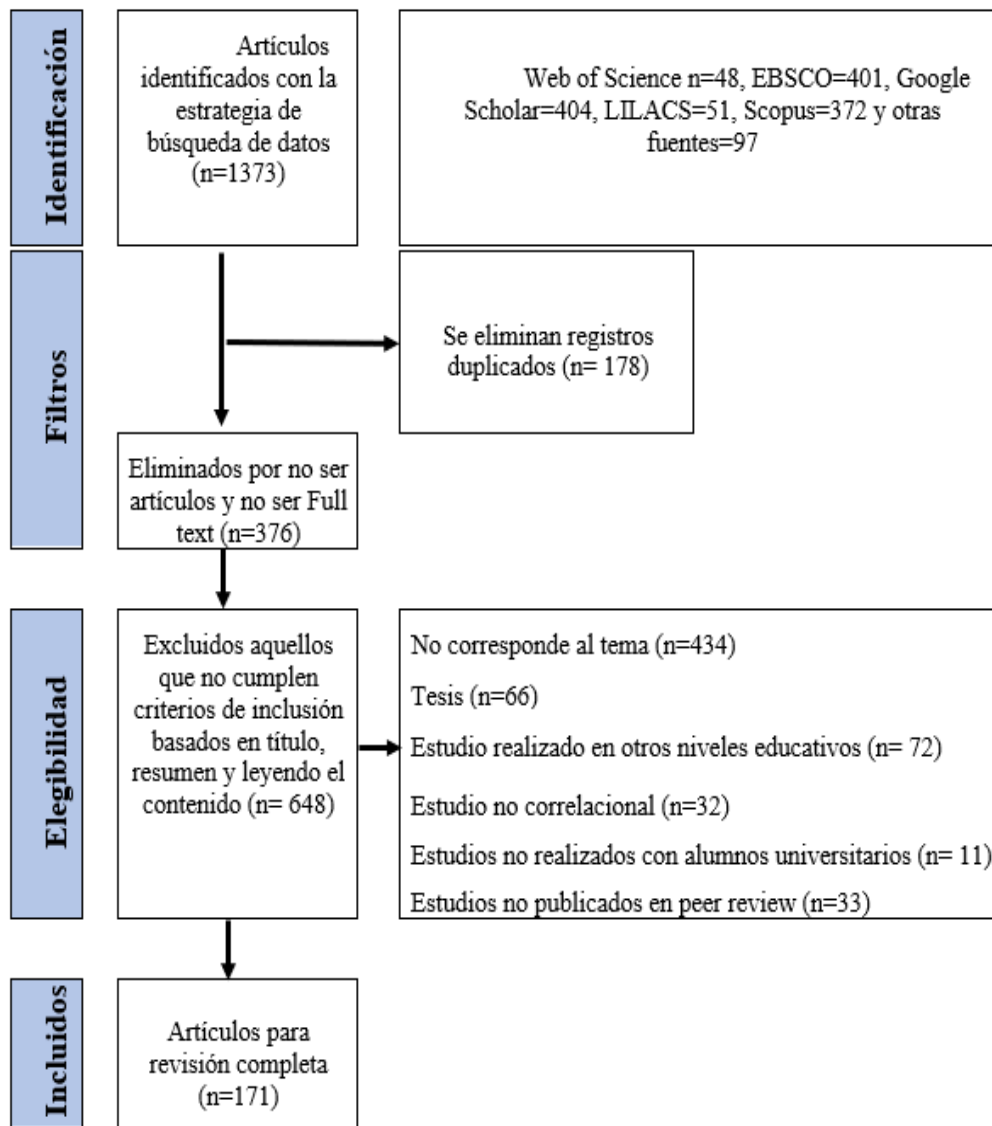 Identificación
Artículos
identificados con la
estrategia de
búsqueda de datos
(n=1373)
Web of Science n=48, EBSCO=401, Google
Scholar=404, LILACS=51, Scopus=372 y otras
fuentes=97
Filtros
Se eliminan registros
duplicados (n= 178)
Eliminados por no ser
artículos y no ser Full
text (n=376)
Elegibilidad
Excluidos aquellos
que no cumplen
criterios de inclusión
basados en título,
resumen y leyendo el
contenido (n= 648)
No corresponde al tema (n=434)
Tesis (n=66)
Estudio realizado en otros niveles educativos (n= 72)
Estudio no correlacional (n=32)
Estudios no realizados con alumnos universitarios (n= 11)
Estudios no publicados en peer review (n=33)
Incluidos
Artículos para
revisión completa
(n=171)